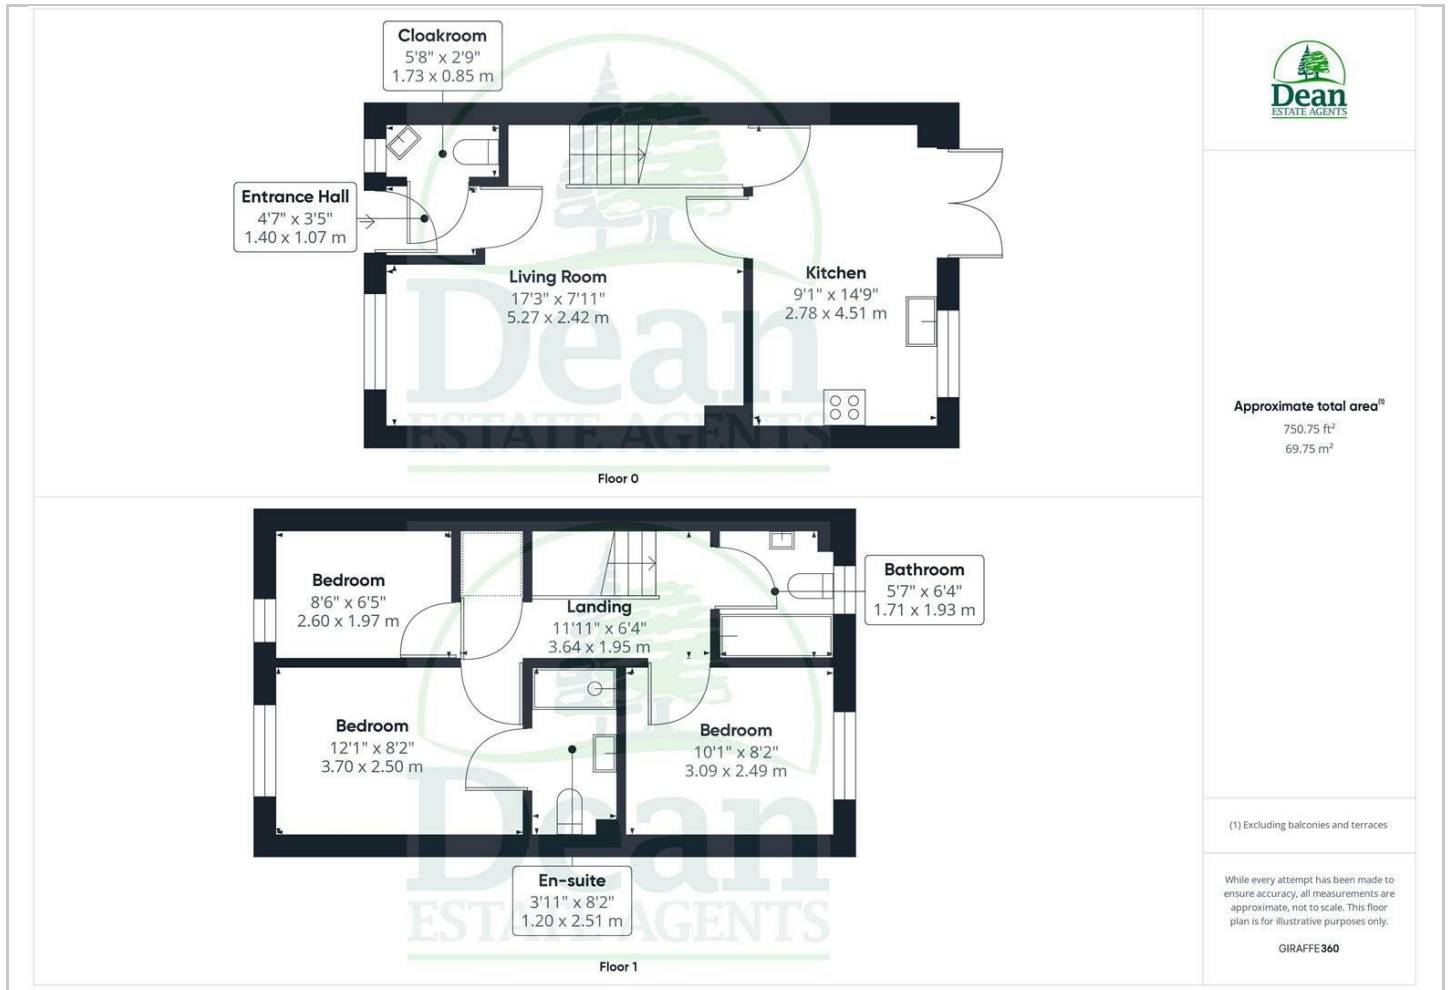 Cloakroom
5'8" x 2'9"
1.73 x 0.85 m
Entrance Hall
4'7" x 3'5"
1.40 x 1.07 m
Living Room
17'3" x 7'11"
5.27 x 2.42 m
Kitchen
9'1" x 14'9"
2.78 x 4.51 m
Dean
ESTATE AGENTS
Floor 0
Bedroom
8'6" x 6'5"
2.60 x 1.97 m
Landing
11'11" x 6'4"
3.64 x 1.95 m
Bathroom
5'7" x 6'4"
1.71 x 1.93 m
Bedroom
12'1" x 8'2"
3.70 x 2.50 m
Bedroom
10'1" x 8'2"
3.09 x 2.49 m
En-suite
3'11" x 8'2"
1.20 x 2.51 m
Dean
ESTATE AGENTS
Floor 1
Dean
ESTATE AGENTS
Approximate total area(1)
750.75 ft²
69.75 m²
(1) Excluding balconies and terraces
While every attempt has been made to
ensure accuracy, all measurements are
approximate, not to scale. This floor
plan is for illustrative purposes only.
GIRAFFE360